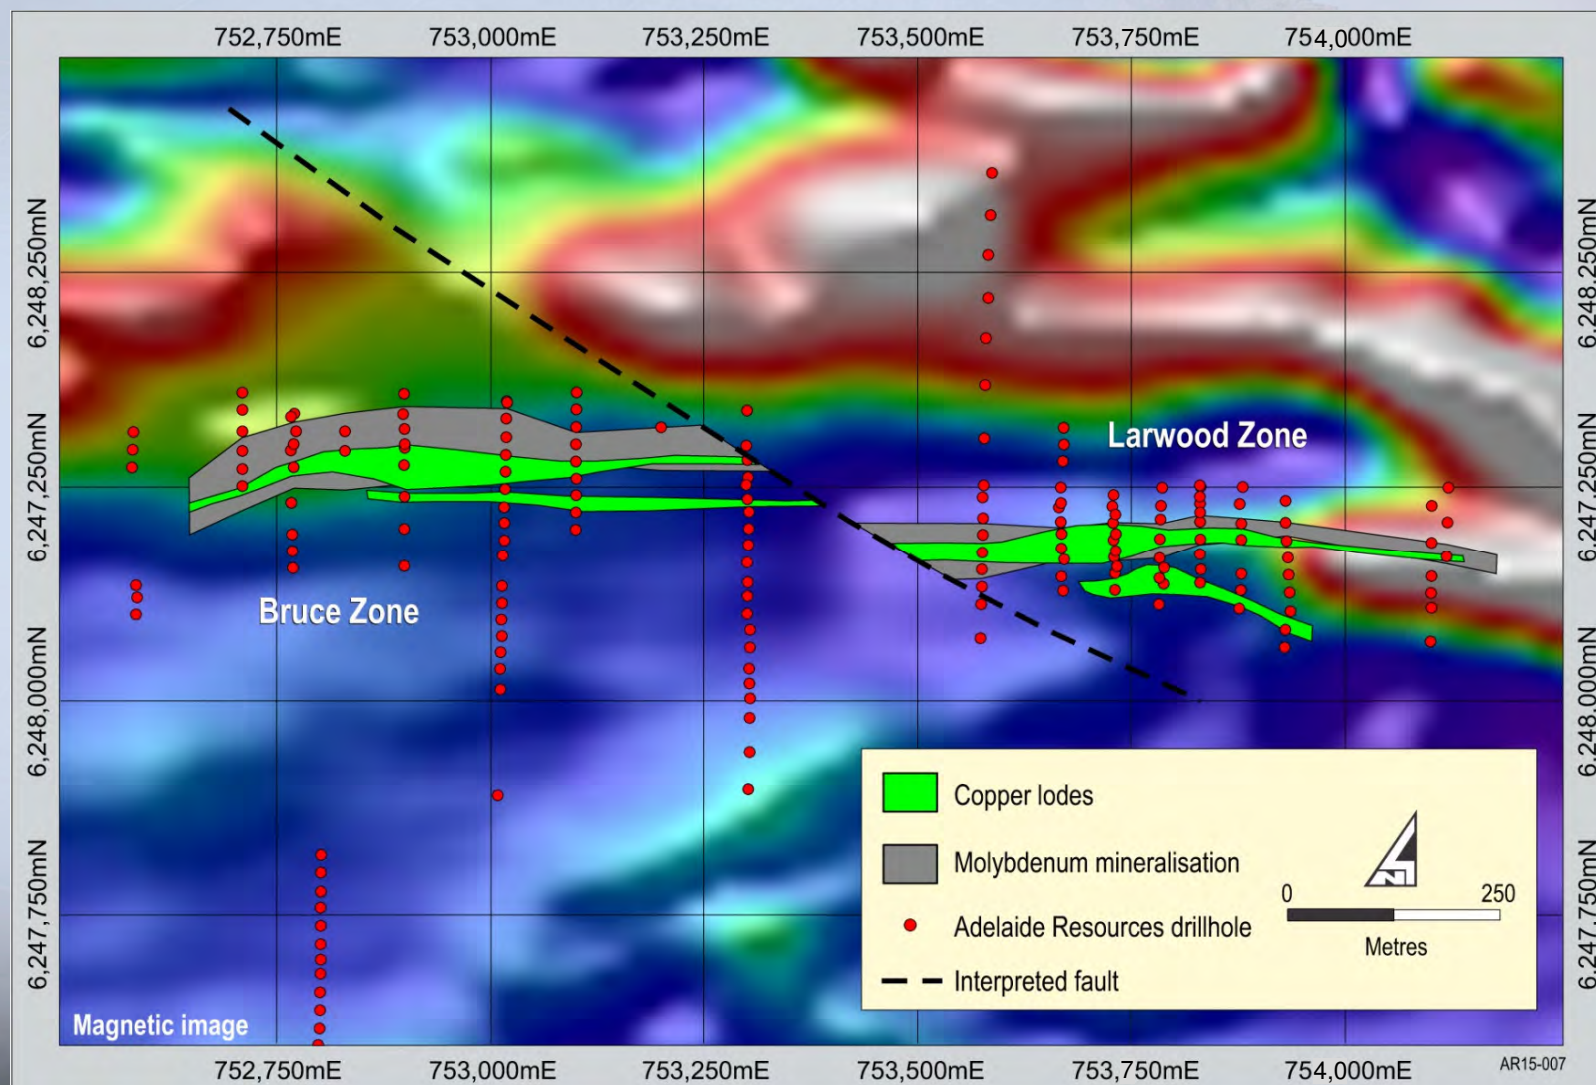 752,750mE 753,000mE 753,250mE 753,500mE 753,750mE 754,000mE
6,248,250mN
6,248,250mN
6,247,250mN
6,247,250mN
6,248,000mN
6,248,000mN
6,247,750mN
6,247,750mN
Larwood Zone
Bruce Zone
Copper lodes
Molybdenum mineralisation
Adelaide Resources drillhole
Interpreted fault
N
0 250
Metres
Magnetic image
752,750mE 753,000mE 753,250mE 753,500mE 753,750mE 754,000mE
AR15-007